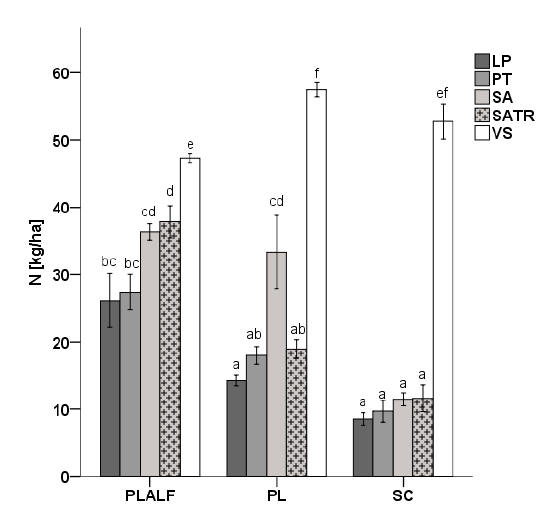 N [kg/ha]
60
50
40
30
20
10
0
bc bc cd d e
a ab cd ab f
a a a a ef
PLALF PL SC
LP
PT
SA
SATR
VS